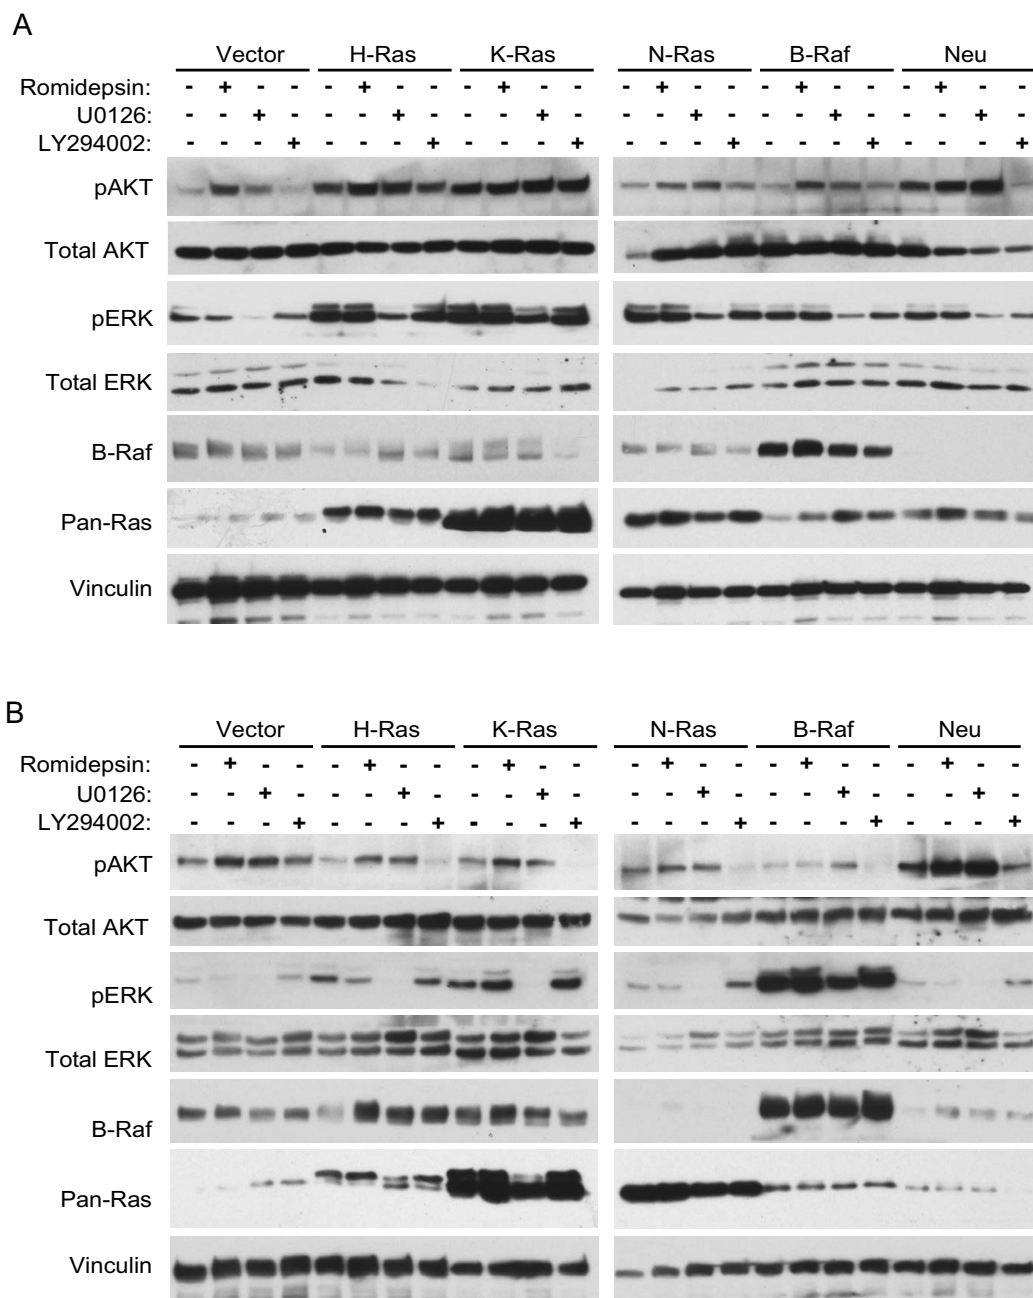 A
Vector H-Ras K-Ras N-Ras B-Raf Neu
Romidepsin: - + - - - + - - - + - - - + - - - + - - - + - -
U0126: - - + - - - + - - - + - - - + - - - + - - - + -
LY294002: - - - + - - - + - - - + - - - + - - - + - - - +
pAKT
Total AKT
pERK
Total ERK
B-Raf
Pan-Ras
Vinculin
B
Vector H-Ras K-Ras N-Ras B-Raf Neu
Romidepsin: - + - - - + - - - + - - - + - - - + - - - + - -
U0126: - - + - - - + - - - + - - - + - - - + - - - + -
LY294002: - - - + - - - + - - - + - - - + - - - + - - - +
pAKT
Total AKT
pERK
Total ERK
B-Raf
Pan-Ras
Vinculin